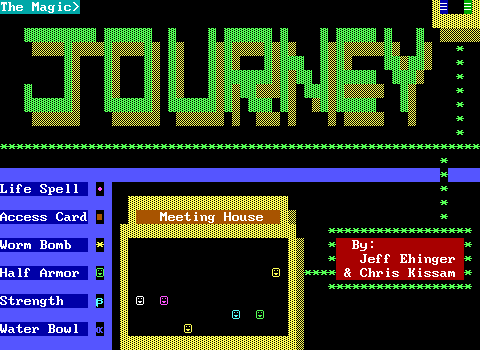 The Magic>
JOURNEY
Life Spell
Access Card
Meeting House
Worm Bomb
By:
Jeff Ehinger
Half Armor
& Chris Kissam
Strength
Water Bowl